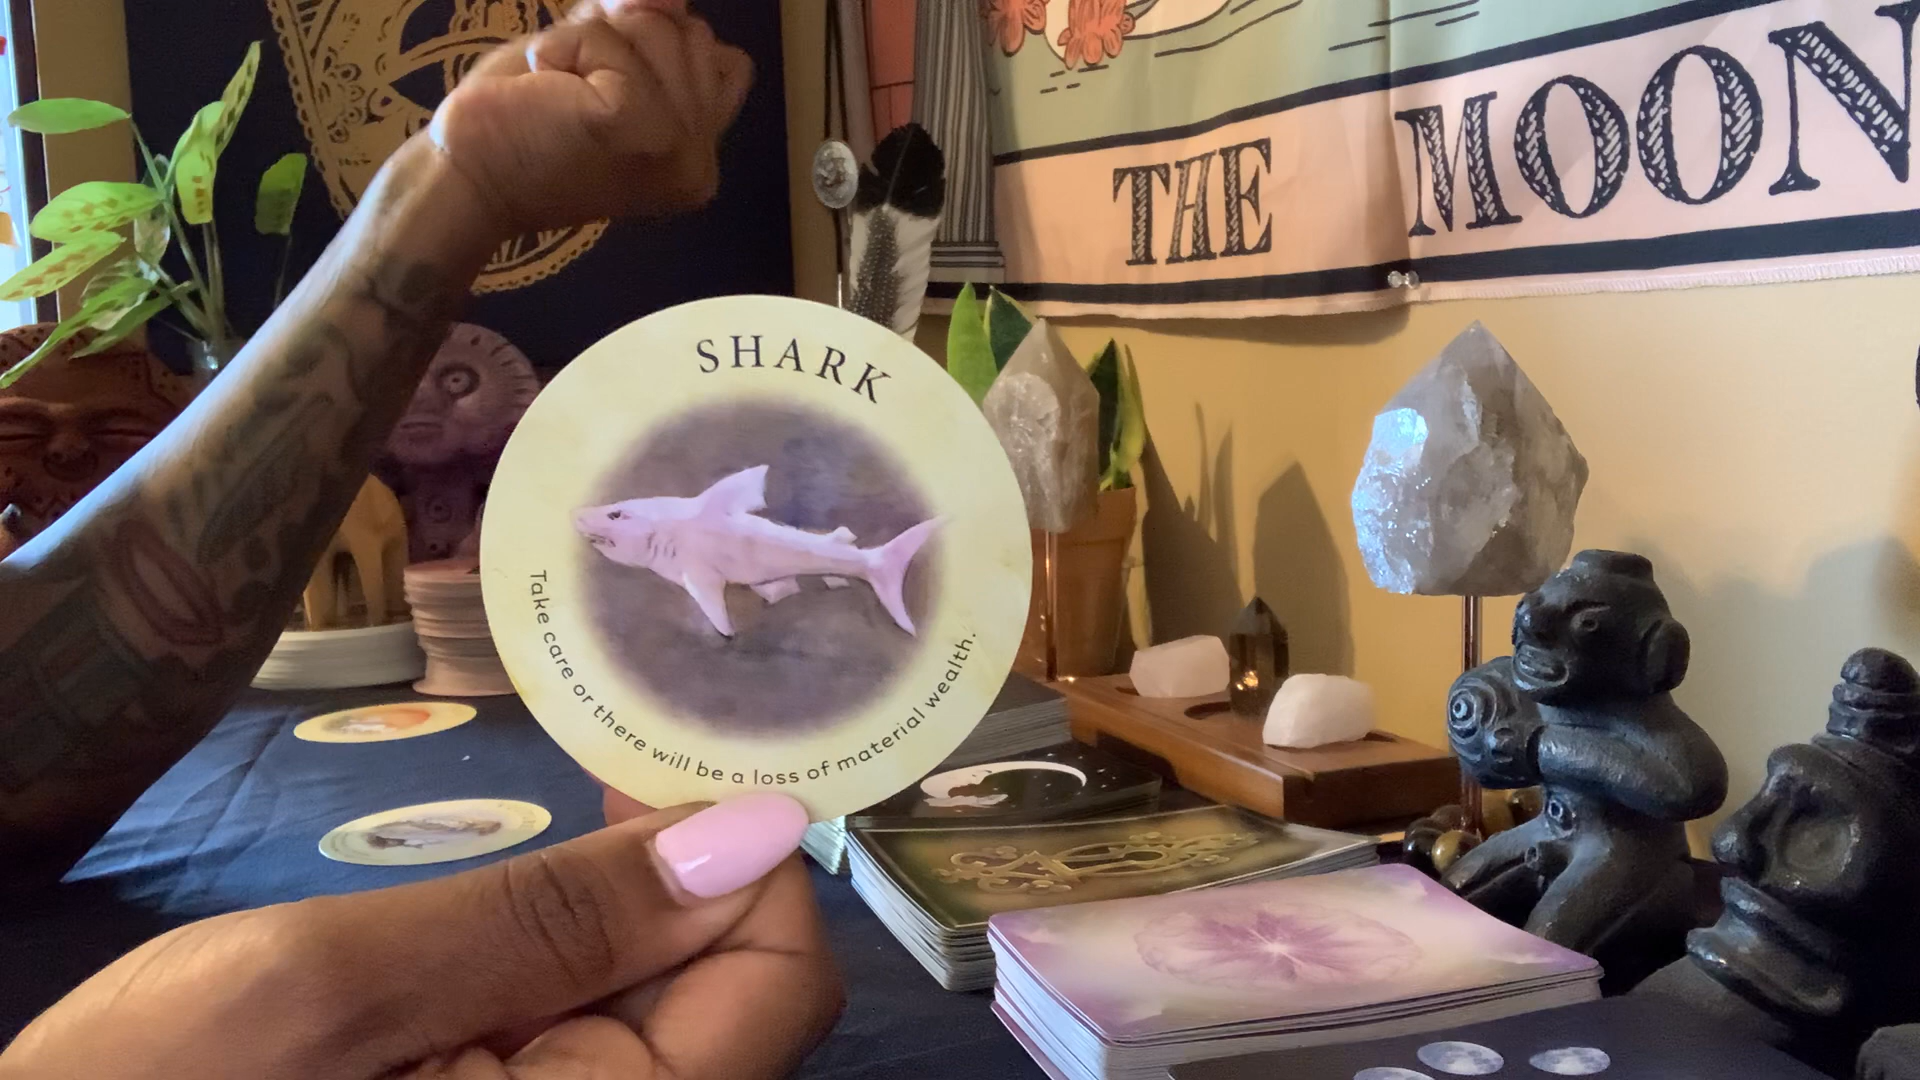 THE MOON
SHARK
Take care or there will be a loss of material wealth.